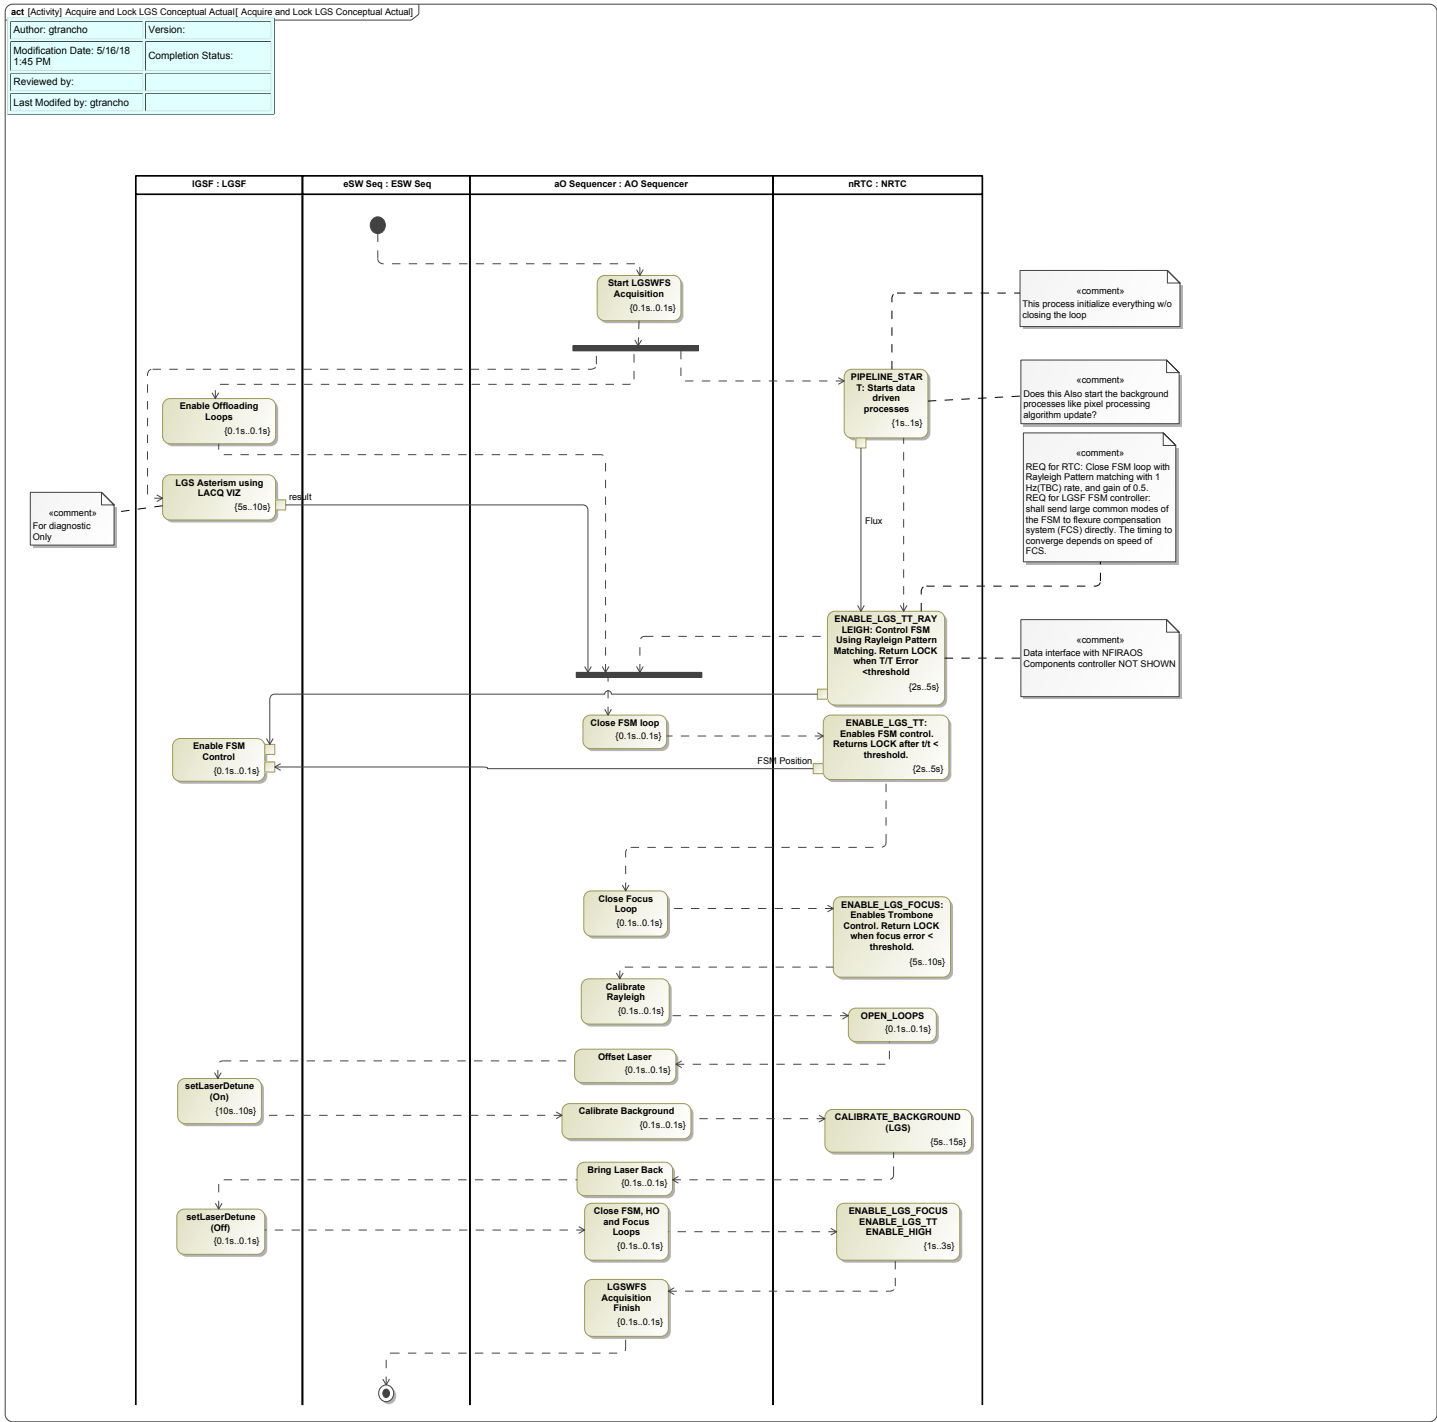 act [Activity] Acquire and Lock LGS Conceptual Actual[ Acquire and Lock LGS Conceptual Actual]
Author: gtrancho
Version:
Modification Date: 5/16/18
1:45 PM
Completion Status:
Reviewed by:
Last Modifed by: gtrancho
lGSF : LGSF
eSW Seq : ESW Seq
aO Sequencer : AO Sequencer
nRTC : NRTC
Start LGSWFS
Acquisition
{0.1s..0.1s}
«comment»
This process initialize everything w/o
closing the loop
PIPELINE_STAR
T: Starts data
driven
processes
{1s..1s}
«comment»
Does this Also start the background
processes like pixel processing
algorithm update?
Enable Offloading
Loops
{0.1s..0.1s}
«comment»
REQ for RTC: Close FSM loop with
Rayleigh Pattern matching with 1
Hz(TBC) rate, and gain of 0.5.
REQ for LGSF FSM controller:
shall send large common modes of
the FSM to flexure compensation
system (FCS) directly. The timing to
converge depends on speed of
FCS.
LGS Asterism using
LACQ VIZ
{5s..10s}
result
«comment»
For diagnostic
Only
Flux
ENABLE_LGS_TT_RAY
LEIGH: Control FSM
Using Rayleign Pattern
Matching. Return LOCK
when T/T Error
<threshold
{2s..5s}
«comment»
Data interface with NFIRAOS
Components controller NOT SHOWN
Close FSM loop
{0.1s..0.1s}
ENABLE_LGS_TT:
Enables FSM control.
Returns LOCK after t/t <
threshold.
{2s..5s}
Enable FSM
Control
{0.1s..0.1s}
FSM Position
Close Focus
Loop
{0.1s..0.1s}
ENABLE_LGS_FOCUS:
Enables Trombone
Control. Return LOCK
when focus error <
threshold.
{5s..10s}
Calibrate
Rayleigh
{0.1s..0.1s}
OPEN_LOOPS
{0.1s..0.1s}
Offset Laser
{0.1s..0.1s}
setLaserDetune
(On)
{10s..10s}
Calibrate Background
{0.1s..0.1s}
CALIBRATE_BACKGROUND
(LGS)
{5s..15s}
Bring Laser Back
{0.1s..0.1s}
setLaserDetune
(Off)
{0.1s..0.1s}
Close FSM, HO
and Focus
Loops
{0.1s..0.1s}
ENABLE_LGS_FOCUS
ENABLE_LGS_TT
ENABLE_HIGH
{1s..3s}
LGSWFS
Acquisition
Finish
{0.1s..0.1s}